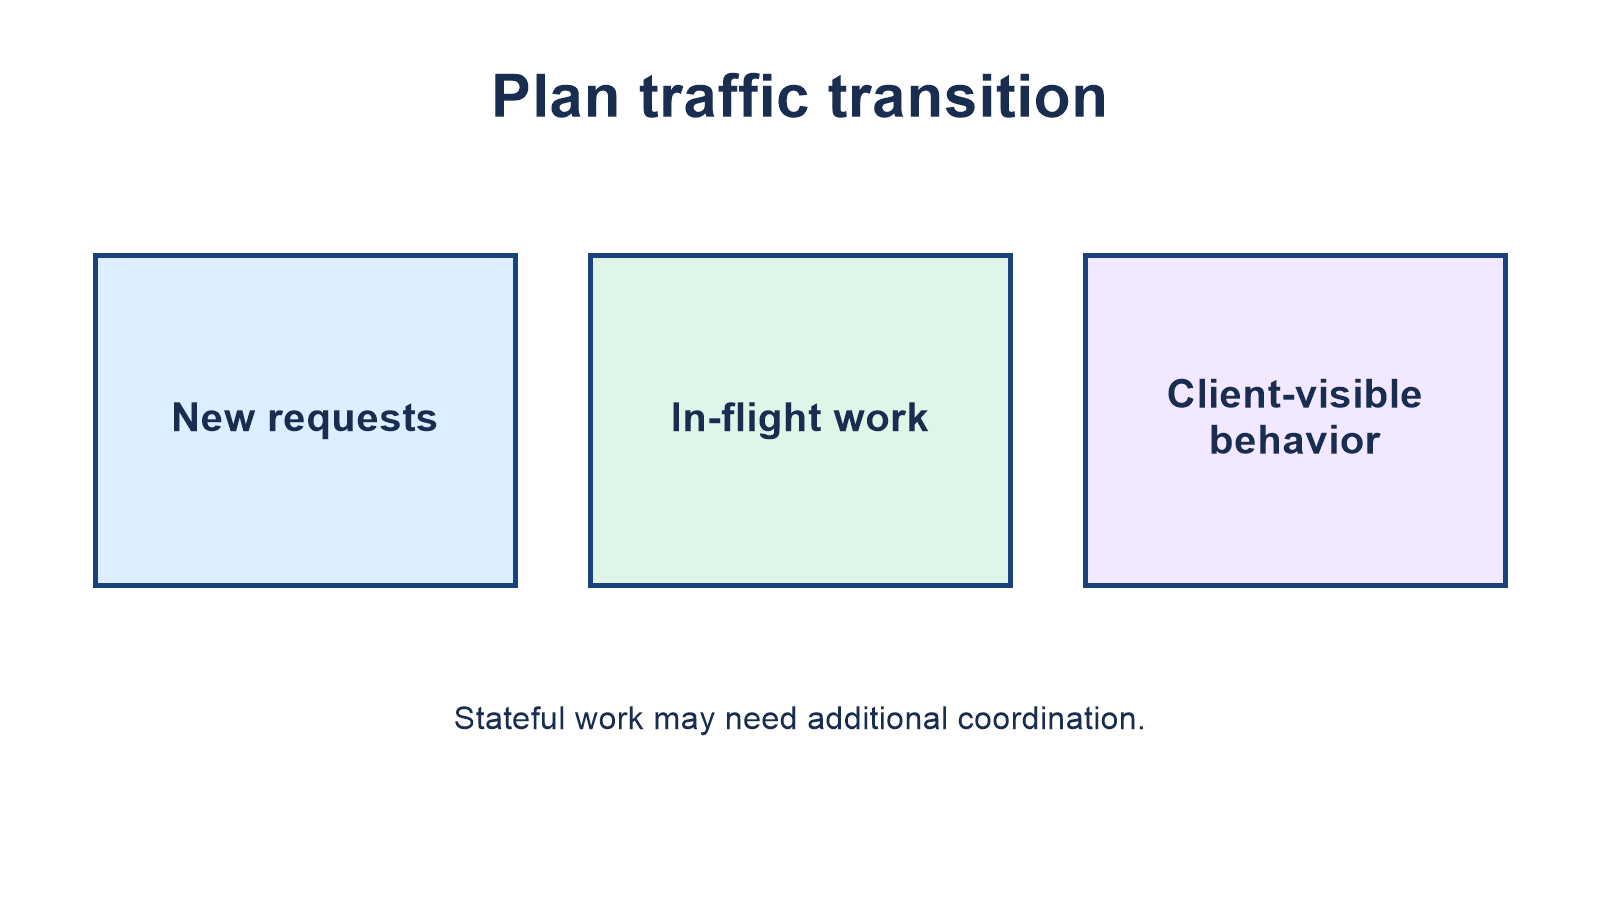 Plan traffic transition
New requests
In-flight work
Client-visible
behavior
Stateful work may need additional coordination.